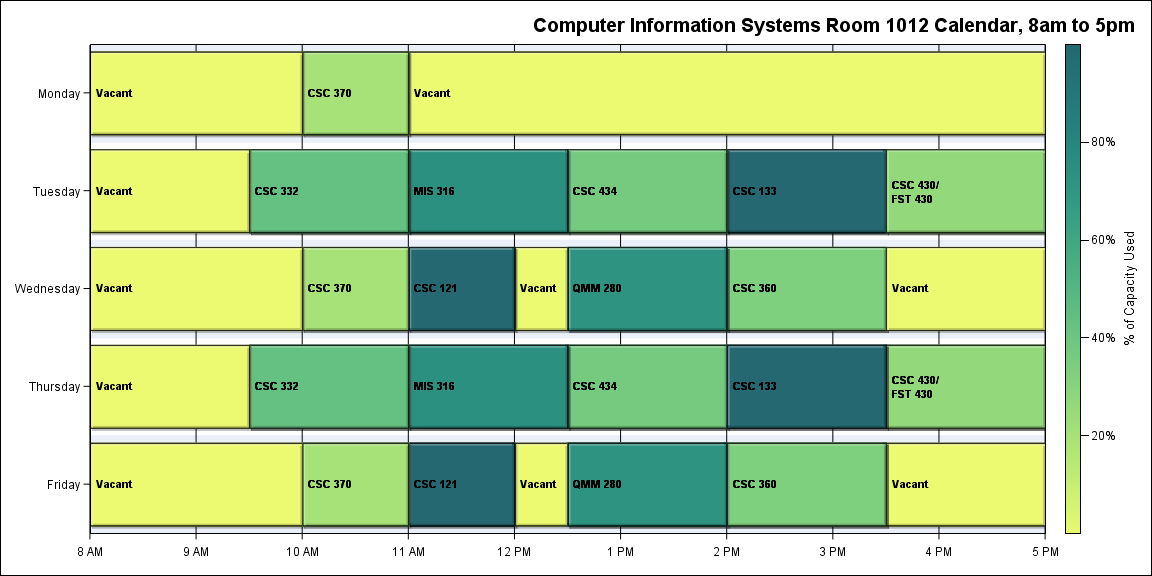 Computer Information Systems Room 1012 Calendar, 8am to 5pm
Monday
Vacant
CSC 370
Vacant
Tuesday
Vacant
CSC 332
MIS 316
CSC 434
CSC 133
CSC 430/
FST 430
Wednesday
Vacant
CSC 370
CSC 121
Vacant
QMM 280
CSC 360
Vacant
Thursday
Vacant
CSC 332
MIS 316
CSC 434
CSC 133
CSC 430/
FST 430
Friday
Vacant
CSC 370
CSC 121
Vacant
QMM 280
CSC 360
Vacant
8 AM
9 AM
10 AM
11 AM
12 PM
1 PM
2 PM
3 PM
4 PM
5 PM
80%
60%
40%
20%
% of Capacity Used